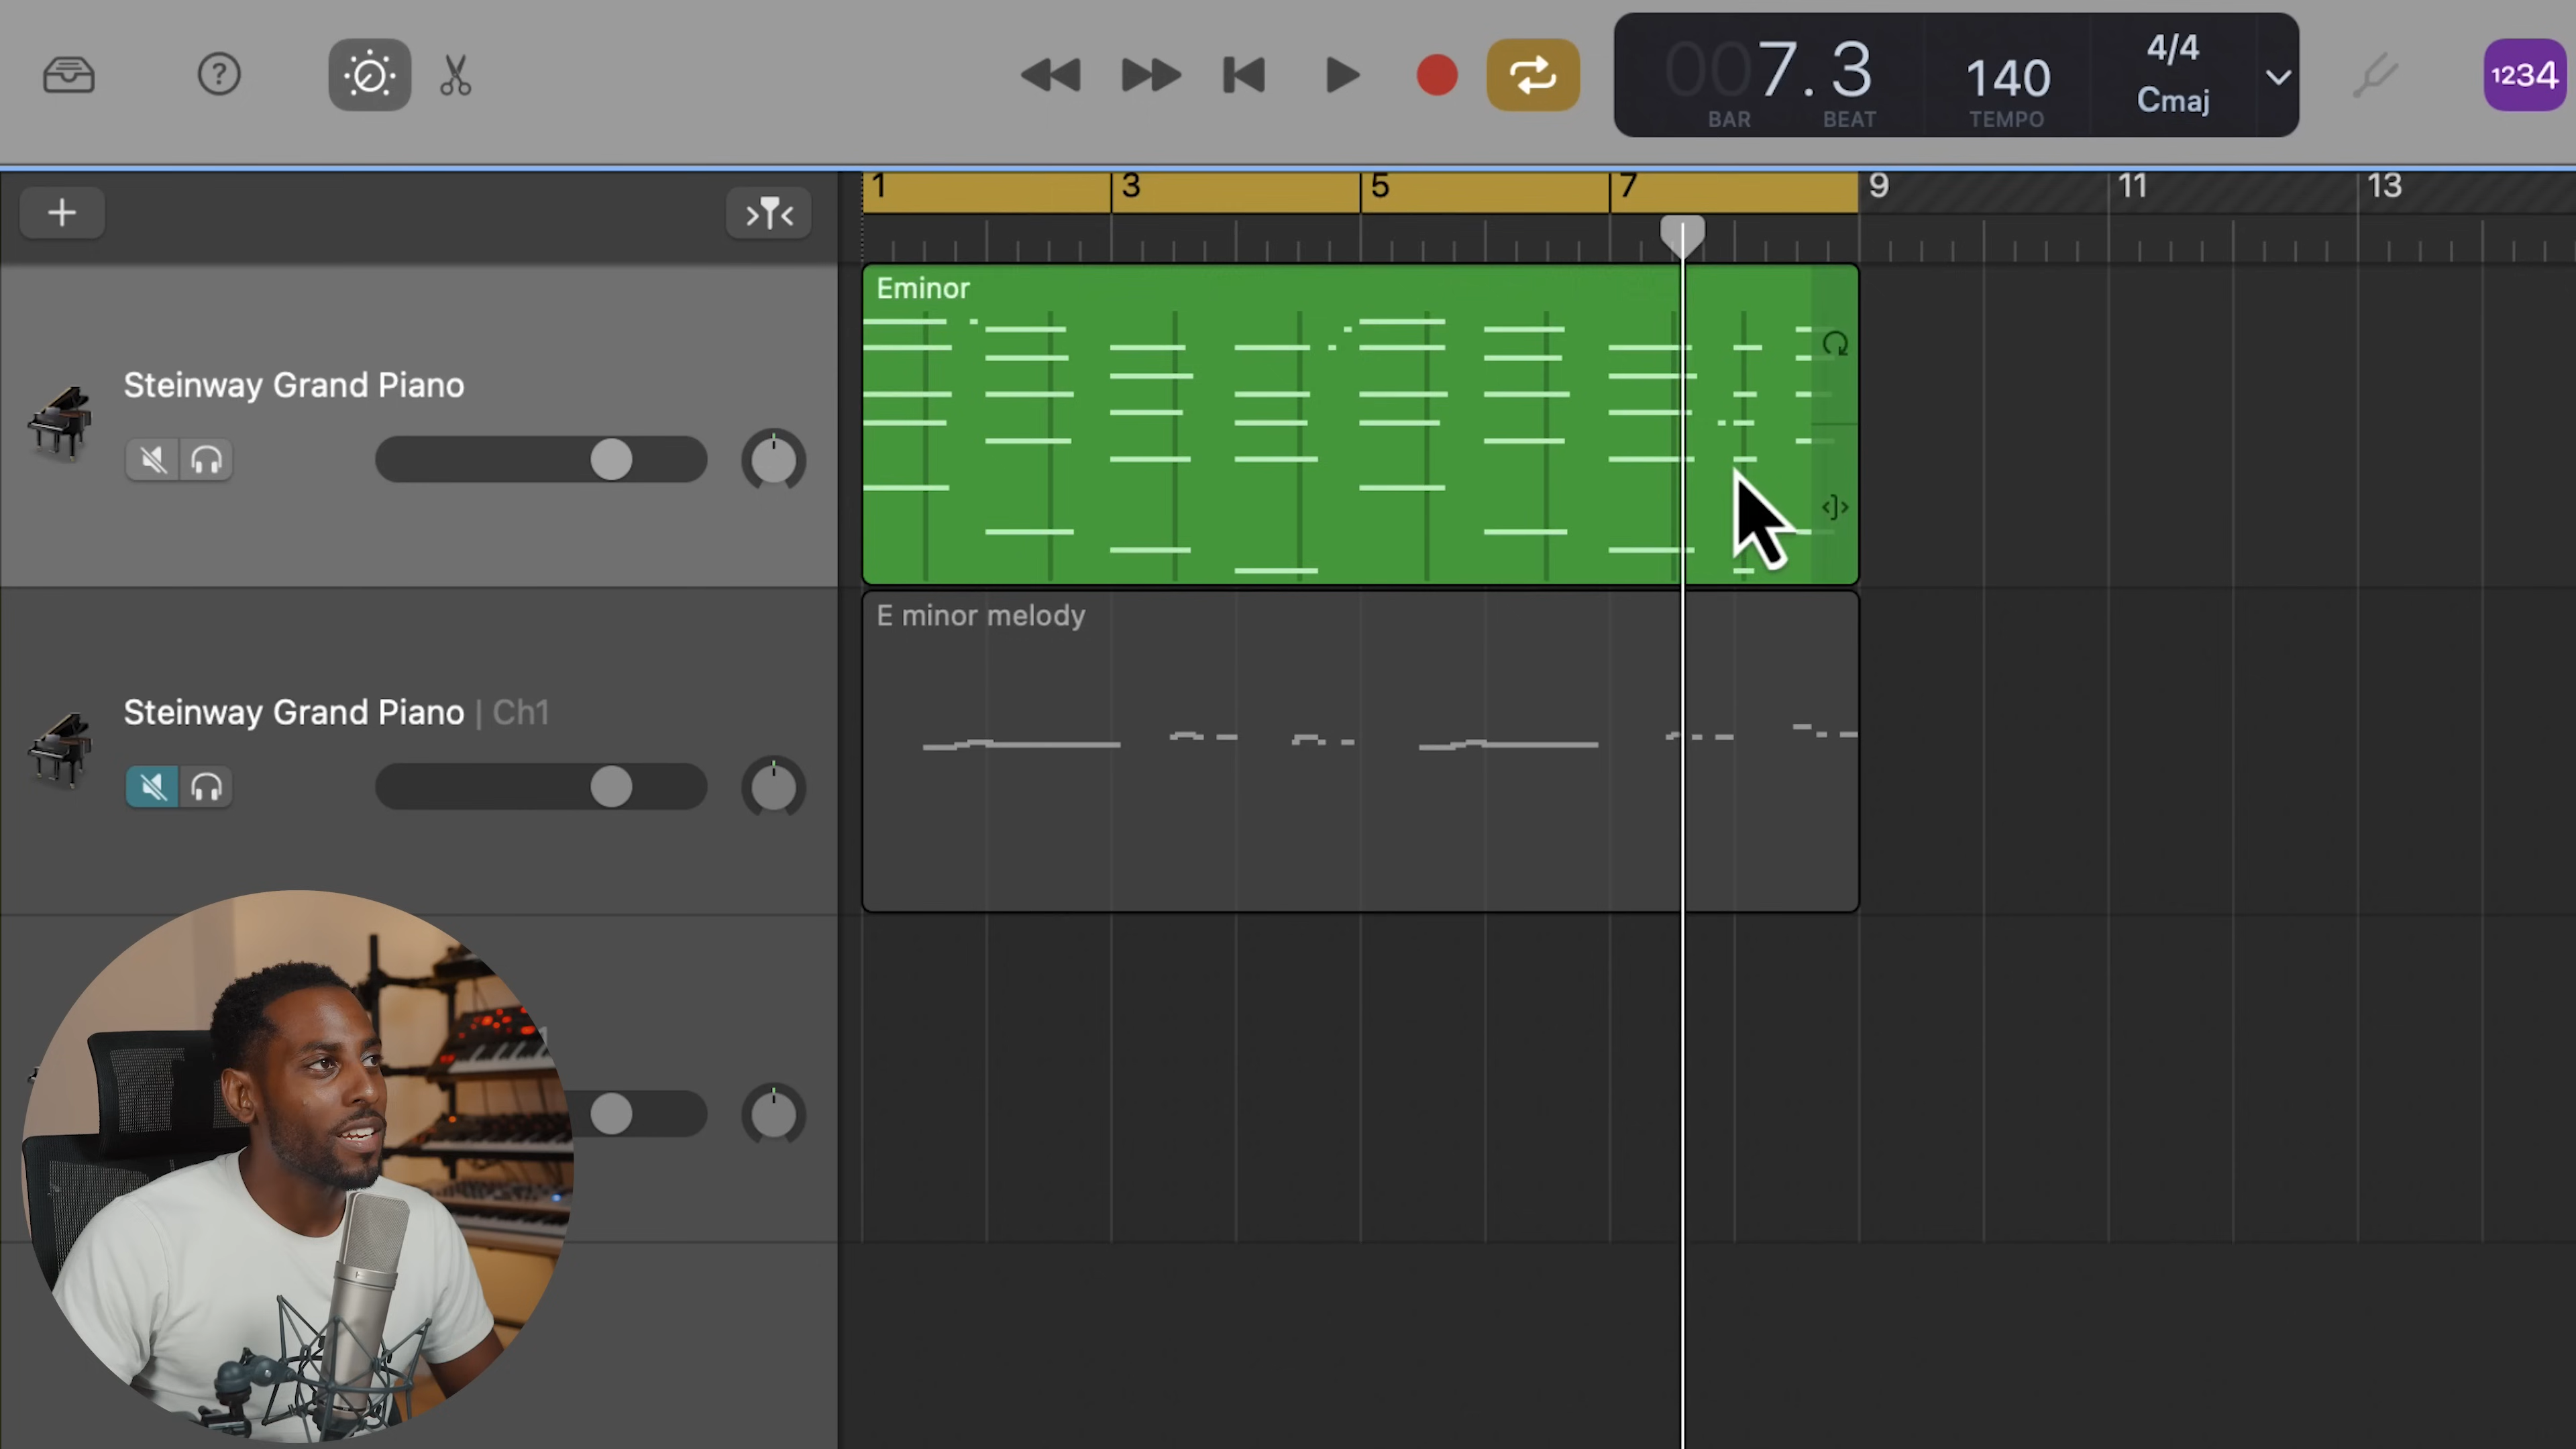 007.3
BAR BEAT
140
TEMPO
4/4
Cmaj
1234
1 3 5 7 9 11 13
Eminor
Steinway Grand Piano
E minor melody
Steinway Grand Piano | Ch1